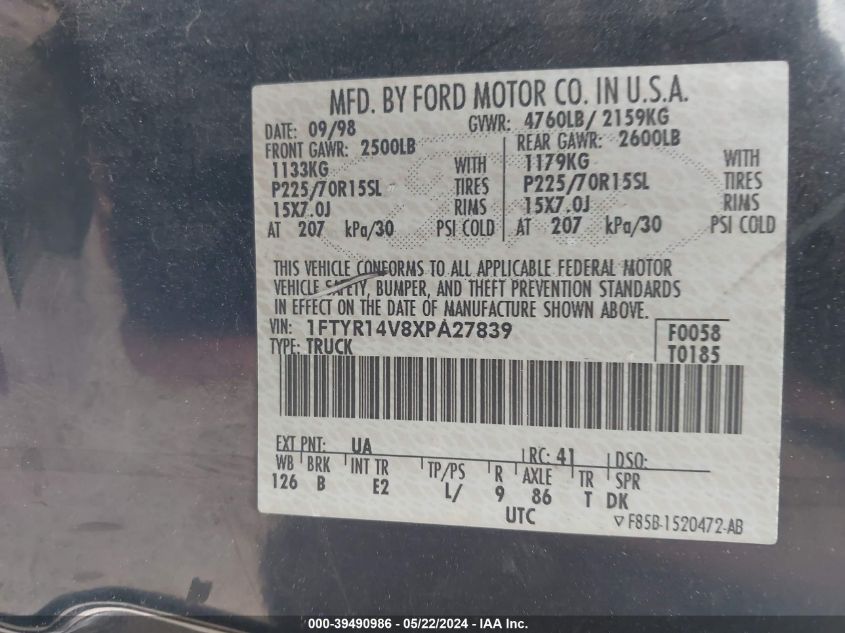 MFD. BY FORD MOTOR CO. IN U.S.A.
DATE: 09/98 GVWR: 4760LB/ 2159KG
FRONT GAWR: 2500LB REAR GAWR: 2600LB
1133KG WITH 1179KG WITH
P225/70R15SL TIRES P225/70R15SL TIRES
15X7.0J RIMS 15X7.0J RIMS
AT 207 kPa/30 PSI COLD AT 207 kPa/30 PSI COLD
THIS VEHICLE CONFORMS TO ALL APPLICABLE FEDERAL MOTOR
VEHICLE SAFETY, BUMPER, AND THEFT PREVENTION STANDARDS
IN EFFECT ON THE DATE OF MANUFACTURE SHOWN ABOVE.
VIN: 1FTYR14V8XPA27839 F0058
TYPE: TRUCK T0185
EXT PNT: UA RC: 41 DSO:
WB BRK INT TR TP/PS R AXLE TR SPR
126 B E2 L/ 9 86 T DK
UTC ▽F85B-1520472-AB
000-39490986 - 05/22/2024 - IAA Inc.